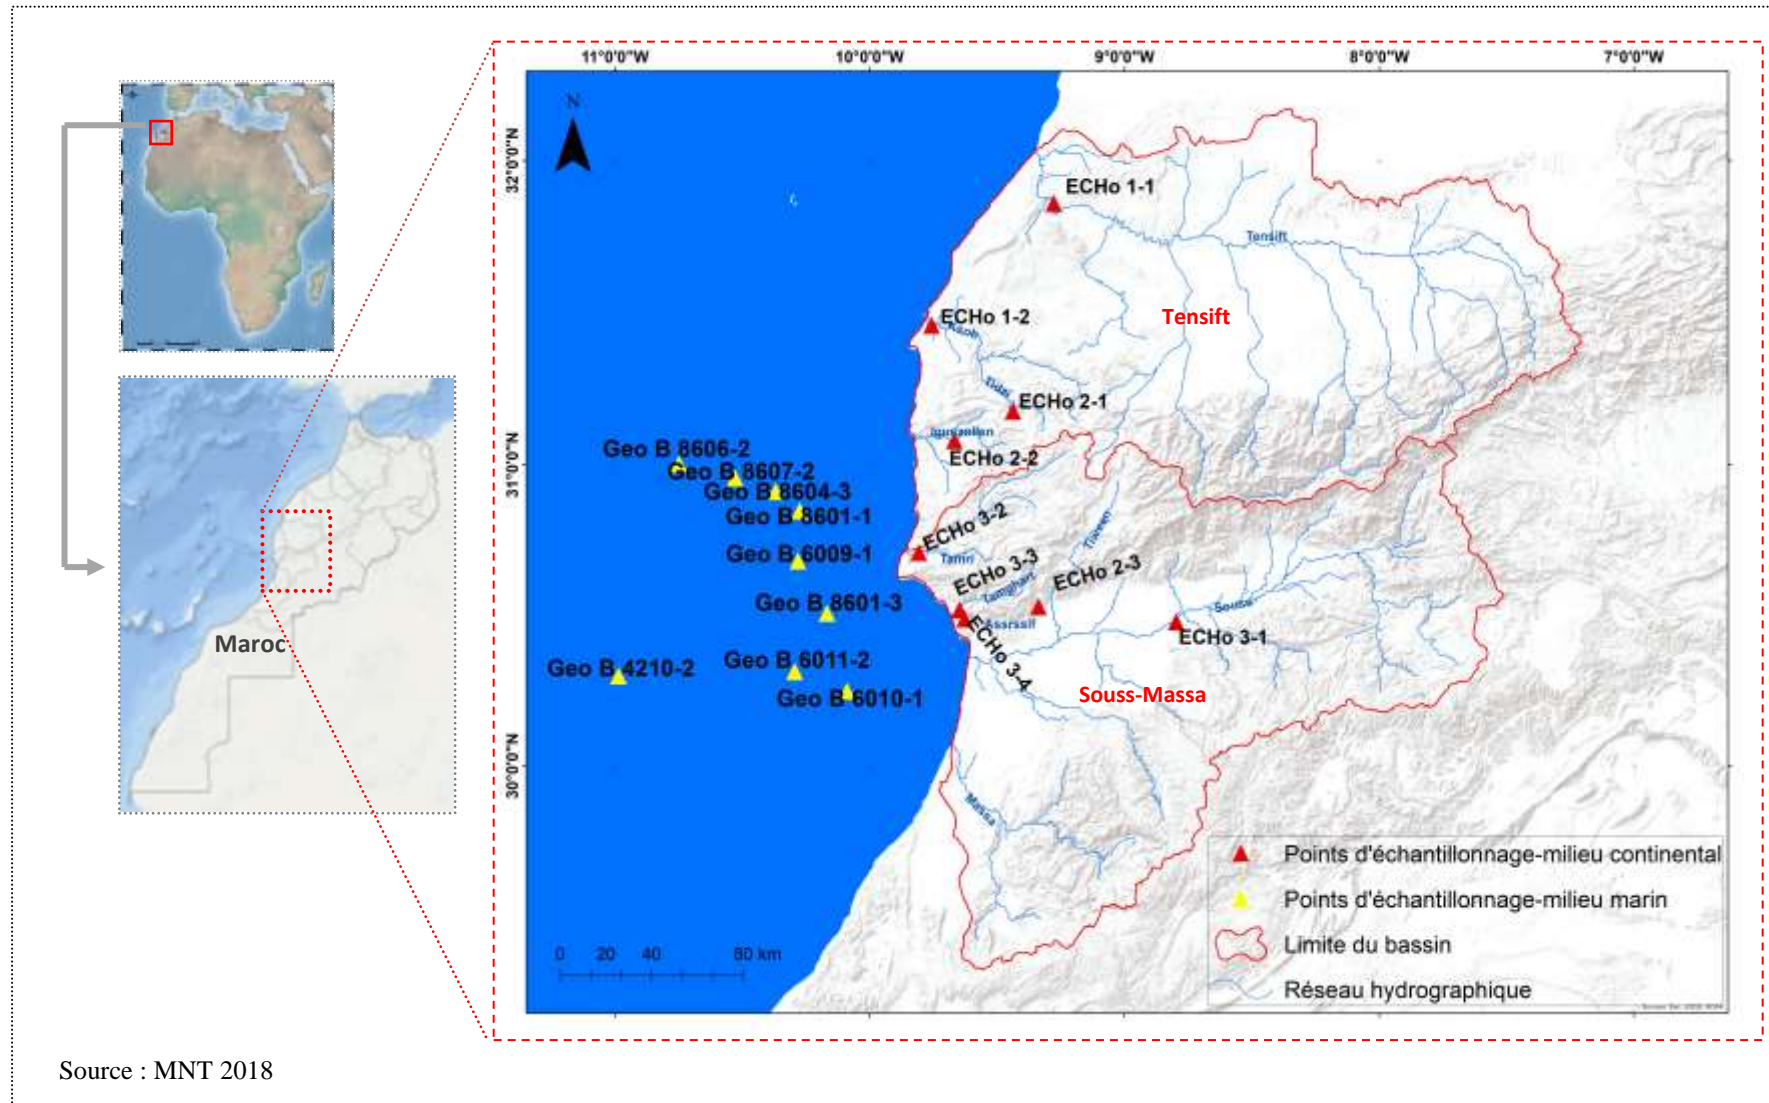 11°0'0"W
10°0'0"W
9°0'0"W
8°0'0"W
7°0'0"W
N
32°0'0"N
31°0'0"N
30°0'0"N
ECHo 1-1
Tensift
Tensift
ECHo 1-2
Ksob
Tidzi
ECHo 2-1
Iguizellen
ECHo 2-2
Geo B 8606-2
Geo B 8607-2
Geo B 8604-3
Geo B 8601-1
Geo B 6009-1
Geo B 8601-3
Geo B 6011-2
Geo B 4210-2
Geo B 6010-1
ECHo 3-2
Tamri
ECHo 3-3
Tamghart
ECHo 2-3
Assrssif
ECHo 3-4
Souss
ECHo 3-1
Souss-Massa
Massa
Maroc
0 20 40 80 km
Points d'échantillonnage-milieu continental
Points d'échantillonnage-milieu marin
Limite du bassin
Réseau hydrographique
Source : MNT 2018